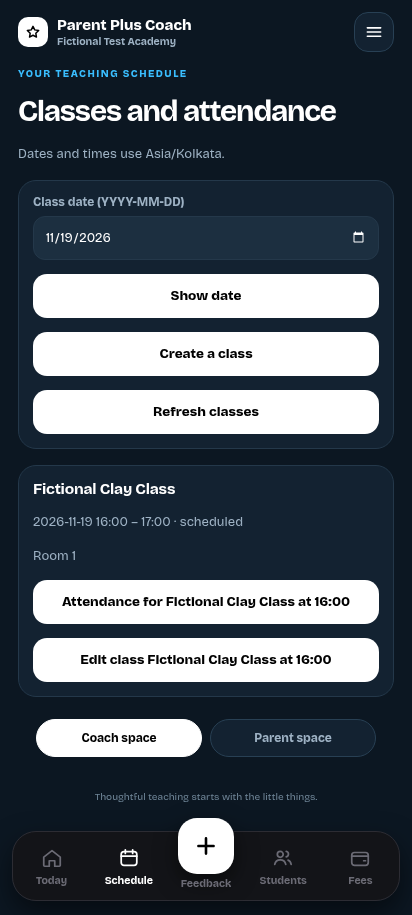 Parent Plus Coach
Fictional Test Academy
YOUR TEACHING SCHEDULE
Classes and attendance
Dates and times use Asia/Kolkata.
Class date (YYYY-MM-DD)
11/19/2026
Show date
Create a class
Refresh classes
Fictional Clay Class
2026-11-19 16:00 – 17:00 · scheduled
Room 1
Attendance for Fictional Clay Class at 16:00
Edit class Fictional Clay Class at 16:00
Coach space
Parent space
Thoughtful teaching starts with the little things.
Today
Schedule
Feedback
Students
Fees